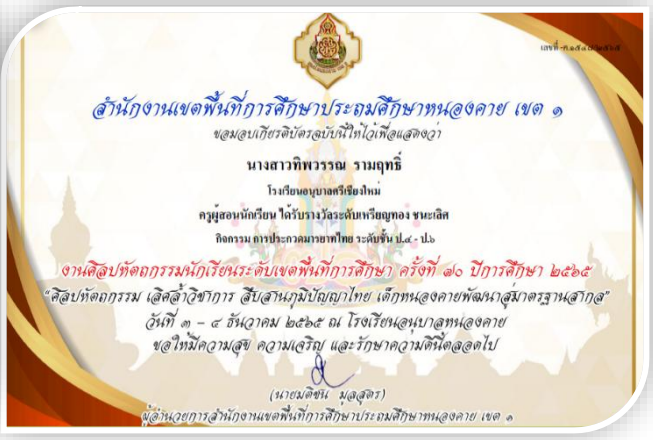 สำนักงานเขตพื้นที่การศึกษาประถมศึกษาหนองคาย เขต ๑
ขอมอบเกียรติบัตรฉบับนี้ให้ไว้เพื่อแสดงว่า
นางสาวทิพวรรณ รามฤทธิ์
โรงเรียนอนุบาลศรีเชียงใหม่
ครูผู้สอนนักเรียน ได้รับรางวัลระดับเหรียญทอง ชนะเลิศ
กิจกรรม การประกวดมารยาทไทย ระดับชั้น ป.๔ - ป.๖
งานศิลปหัตถกรรมนักเรียนระดับเขตพื้นที่การศึกษา ครั้งที่ ๗๐ ปีการศึกษา ๒๕๖๕
“ศิลปหัตถกรรม เลิศล้ำวิชาการ สืบสานภูมิปัญญาไทย เด็กหนองคายพัฒนาสู่มาตรฐานสากล”
วันที่ ๓ – ๔ ธันวาคม ๒๕๖๕ ณ โรงเรียนอนุบาลหนองคาย
ขอให้มีความสุข ความเจริญ และรักษาความดีนี้ตลอดไป
(นายมติชน มูลสูตร)
ผู้อำนวยการสำนักงานเขตพื้นที่การศึกษาประถมศึกษาหนองคาย เขต ๑